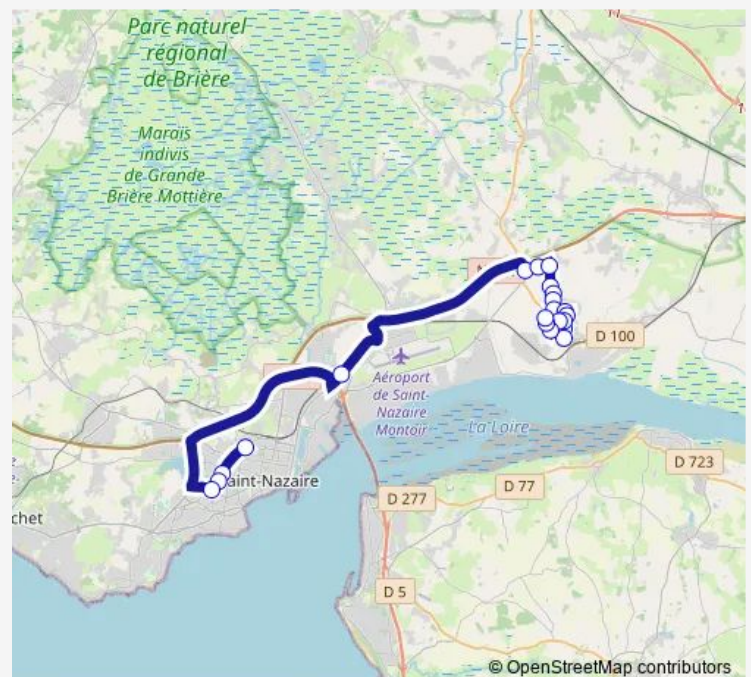 Parc naturel
régional
de Brière
Marais
indivis
de Grande
Brière Mottière
D 100
Aéroport
de Saint-
Nazaire
Montoir
La Loire
D 723
aint-Nazaire
D 277
D 77
chet
D 5
© OpenStreetMap contributors